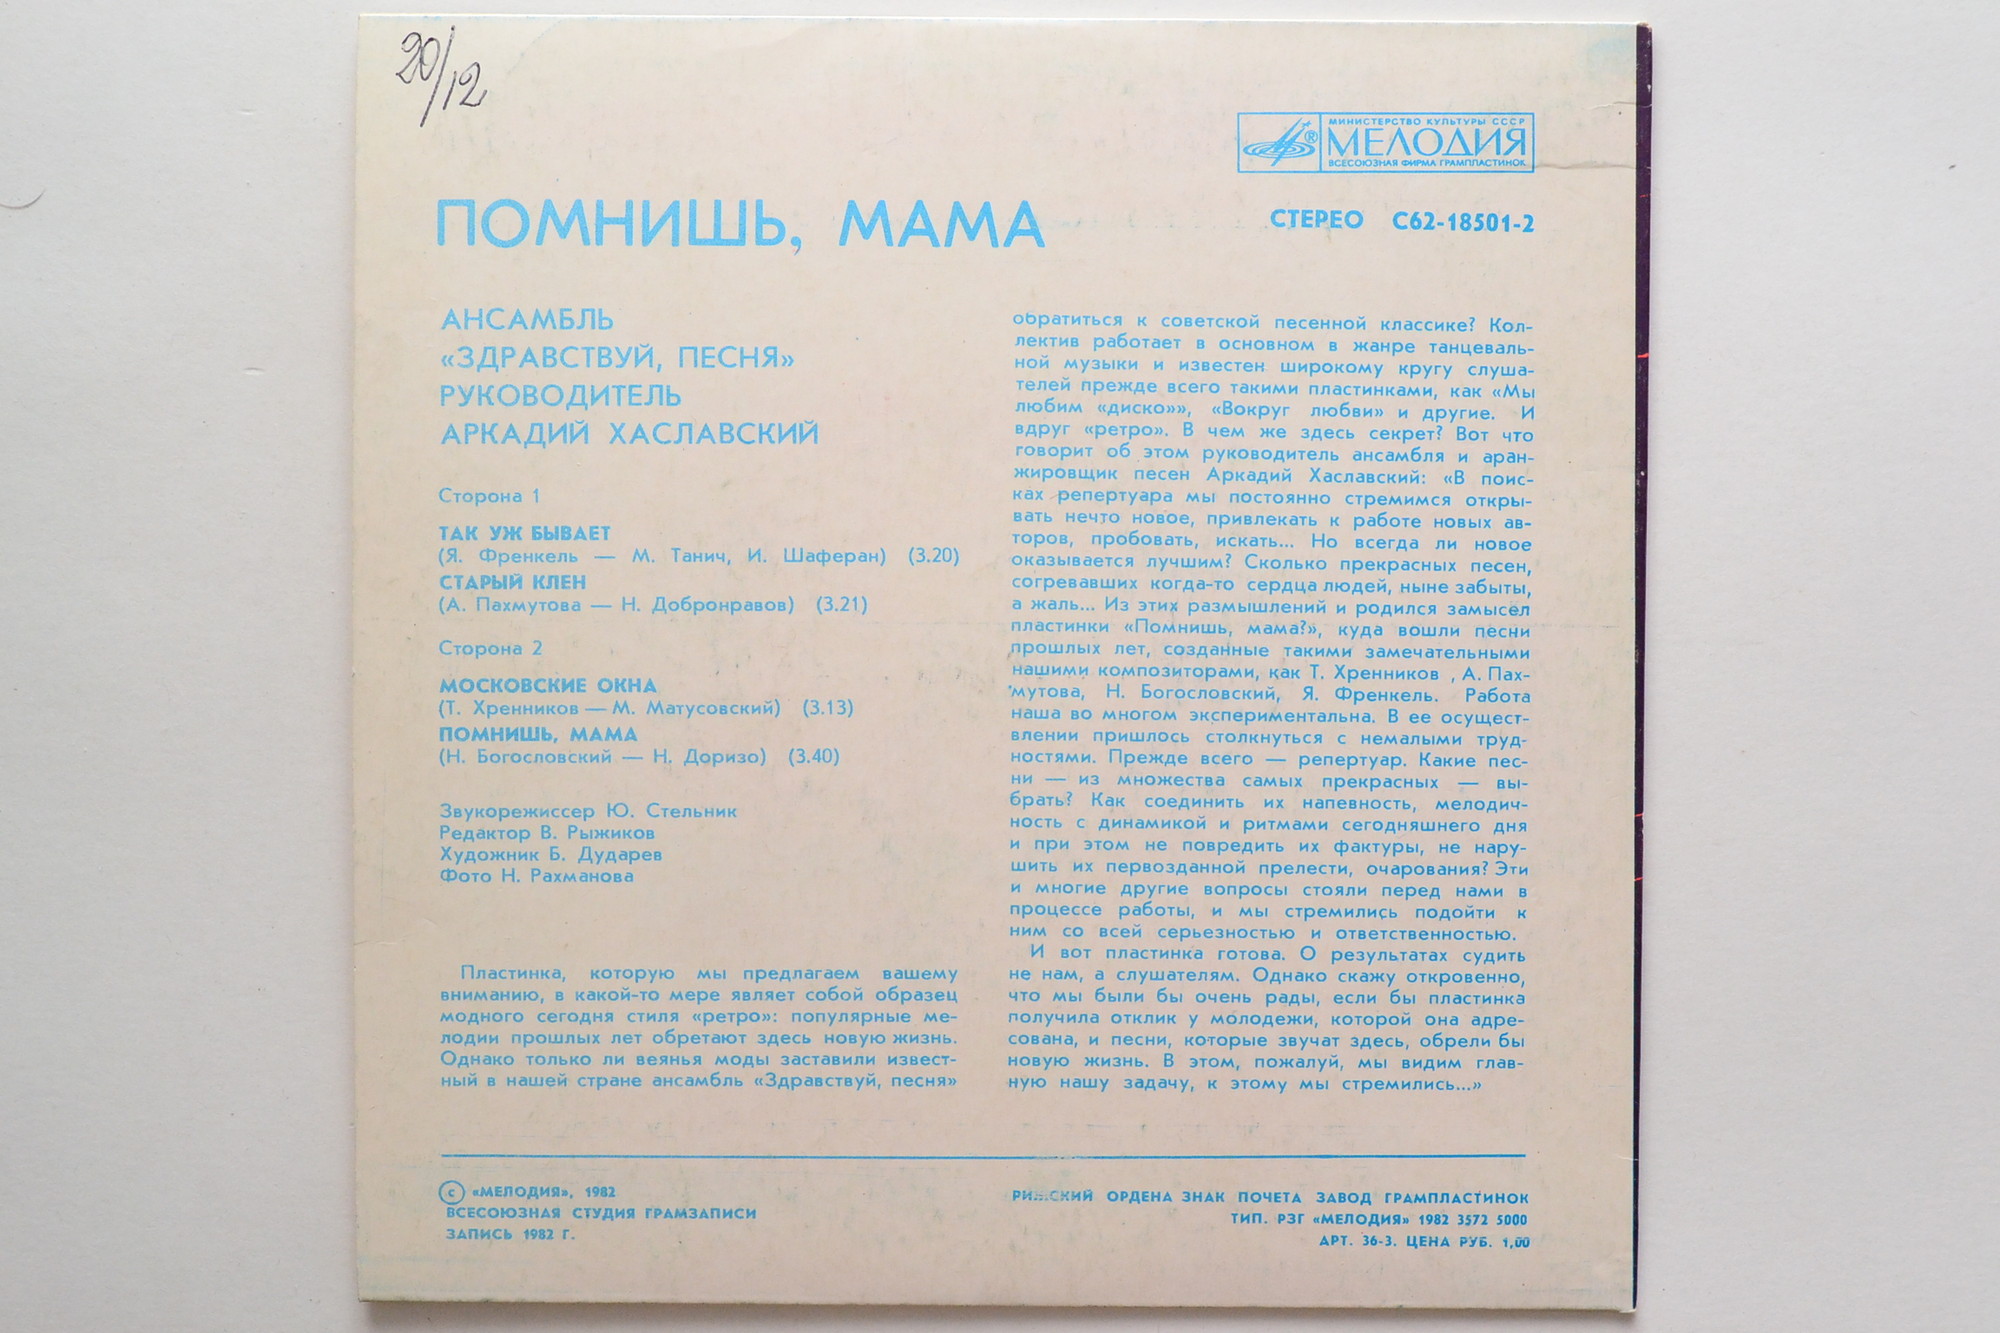 20/12
МИНИСТЕРСТВО КУЛЬТУРЫ СССР
МЕЛОДИЯ
ВСЕСОЮЗНАЯ ФИРМА ГРАМПЛАСТИНОК
®
ПОМНИШЬ, МАМА
СТЕРЕО С62-18501-2
АНСАМБЛЬ
«ЗДРАВСТВУЙ, ПЕСНЯ»
РУКОВОДИТЕЛЬ
АРКАДИЙ ХАСЛАВСКИЙ
Сторона 1
ТАК УЖ БЫВАЕТ
(Я. Френкель — М. Танич, И. Шаферан) (3.20)
СТАРЫЙ КЛЕН
(А. Пахмутова — Н. Добронравов) (3.21)
Сторона 2
МОСКОВСКИЕ ОКНА
(Т. Хренников — М. Матусовский) (3.13)
ПОМНИШЬ, МАМА
(Н. Богословский — Н. Доризо) (3.40)
Звукорежиссер Ю. Стельник
Редактор В. Рыжиков
Художник Б. Дударев
Фото Н. Рахманова
Пластинка, которую мы предлагаем вашему
вниманию, в какой-то мере являет собой образец
модного сегодня стиля «ретро»: популярные ме-
лодии прошлых лет обретают здесь новую жизнь.
Однако только ли веянья моды заставили извест-
ный в нашей стране ансамбль «Здравствуй, песня»
обратиться к советской песенной классике? Кол-
лектив работает в основном в жанре танцеваль-
ной музыки и известен широкому кругу слуша-
телей прежде всего такими пластинками, как «Мы
любим «диско»», «Вокруг любви» и другие. И
вдруг «ретро». В чем же здесь секрет? Вот что
говорит об этом руководитель ансамбля и аран-
жировщик песен Аркадий Хаславский: «В поис-
ках репертуара мы постоянно стремимся откры-
вать нечто новое, привлекать к работе новых ав-
торов, пробовать, искать... Но всегда ли новое
оказывается лучшим? Сколько прекрасных песен,
согревавших когда-то сердца людей, ныне забыты,
а жаль... Из этих размышлений и родился замысел
пластинки «Помнишь, мама?», куда вошли песни
прошлых лет, созданные такими замечательными
нашими композиторами, как Т. Хренников , А. Пах-
мутова, Н. Богословский, Я. Френкель. Работа
наша во многом экспериментальна. В ее осущест-
влении пришлось столкнуться с немалыми труд-
ностями. Прежде всего — репертуар. Какие пес-
ни — из множества самых прекрасных — вы-
брать? Как соединить их напевность, мелодич-
ность с динамикой и ритмами сегодняшнего дня
и при этом не повредить их фактуры, не нару-
шить их первозданной прелести, очарования? Эти
и многие другие вопросы стояли перед нами в
процессе работы, и мы стремились подойти к
ним со всей серьезностью и ответственностью.
И вот пластинка готова. О результатах судить
не нам, а слушателям. Однако скажу откровенно,
что мы были бы очень рады, если бы пластинка
получила отклик у молодежи, которой она адре-
сована, и песни, которые звучат здесь, обрели бы
новую жизнь. В этом, пожалуй, мы видим глав-
ную нашу задачу, к этому мы стремились...»
© «МЕЛОДИЯ», 1982
ВСЕСОЮЗНАЯ СТУДИЯ ГРАМЗАПИСИ
ЗАПИСЬ 1982 Г.
РИЖСКИЙ ОРДЕНА ЗНАК ПОЧЕТА ЗАВОД ГРАМПЛАСТИНОК
ТИП. РЗГ «МЕЛОДИЯ» 1982 3572 5000
АРТ. 36-3. ЦЕНА РУБ. 1,00